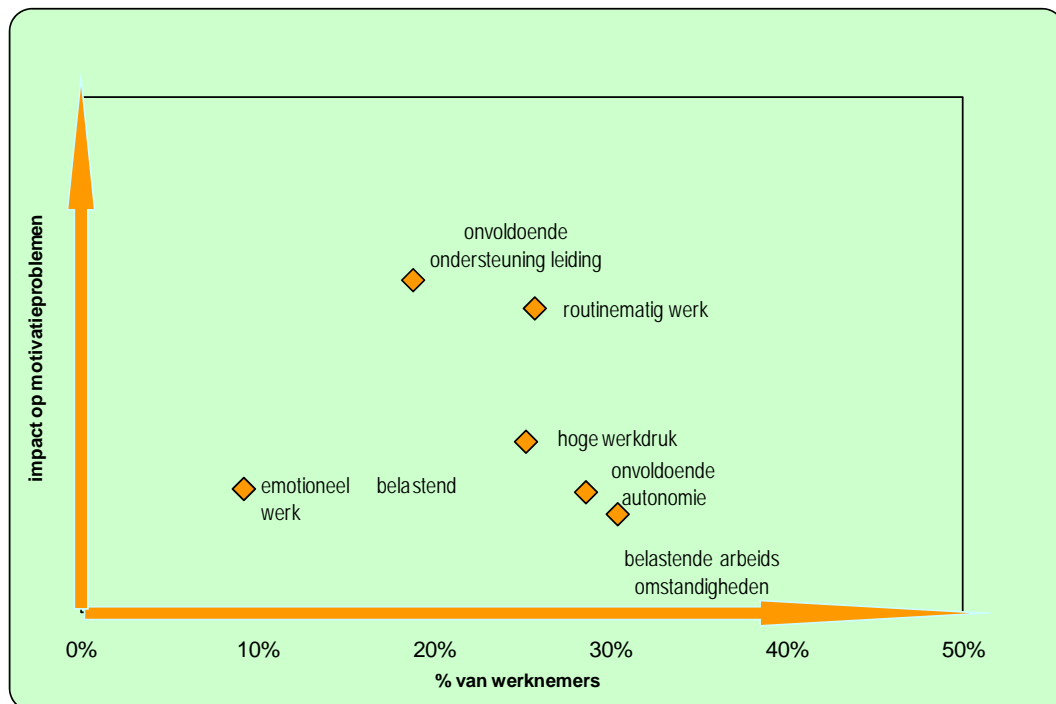 impact op motivatieproblemen
onvoldoende
ondersteuning leiding
routinematig werk
hoge werkdruk
onvoldoende
autonomie
emotioneel belastend
werk
belastende arbeids
omstandigheden
0% 10% 20% 30% 40% 50%
% van werknemers